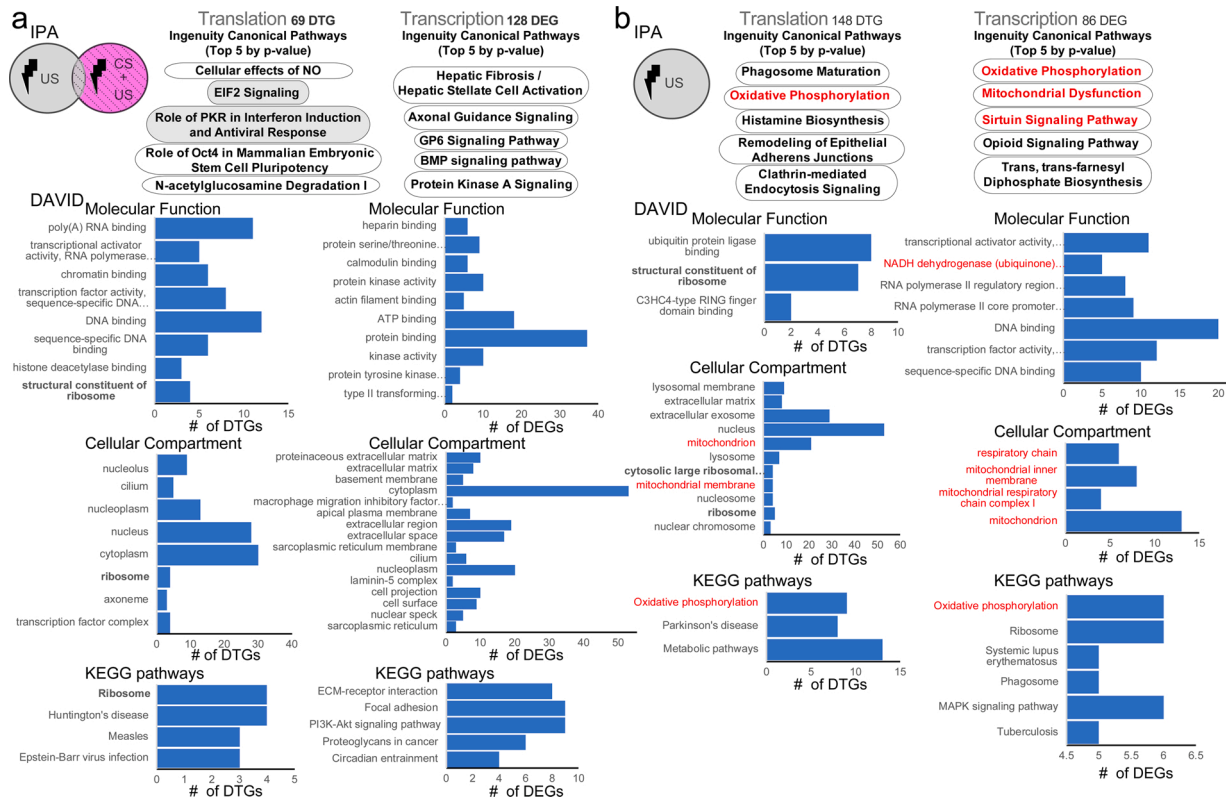 a
IPA
US
CS
+
US
Translation 69 DTG
Ingenuity Canonical Pathways
(Top 5 by p-value)
Cellular effects of NO
EIF2 Signaling
Role of PKR in Interferon Induction
and Antiviral Response
Role of Oct4 in Mammalian Embryonic
Stem Cell Pluripotency
N-acetylglucosamine Degradation I
Transcription 128 DEG
Ingenuity Canonical Pathways
(Top 5 by p-value)
Hepatic Fibrosis /
Hepatic Stellate Cell Activation
Axonal Guidance Signaling
GP6 Signaling Pathway
BMP signaling pathway
Protein Kinase A Signaling
DAVID
Molecular Function
poly(A) RNA binding
transcriptional activator
activity, RNA polymerase...
chromatin binding
transcription factor activity,
sequence-specific DNA...
DNA binding
sequence-specific DNA
binding
histone deacetylase binding
structural constituent of
ribosome
0 5 10 15
# of DTGs
Molecular Function
heparin binding
protein serine/threonine...
calmodulin binding
protein kinase activity
actin filament binding
ATP binding
protein binding
kinase activity
protein tyrosine kinase...
type II transforming...
0 10 20 30 40
# of DEGs
Cellular Compartment
nucleolus
cilium
nucleoplasm
nucleus
cytoplasm
ribosome
axoneme
transcription factor complex
0 10 20 30 40
# of DTGs
Cellular Compartment
proteinaceous extracellular matrix
extracellular matrix
basement membrane
cytoplasm
macrophage migration inhibitory factor...
apical plasma membrane
extracellular region
extracellular space
sarcoplasmic reticulum membrane
cilium
nucleoplasm
laminin-5 complex
cell projection
cell surface
nuclear speck
sarcoplasmic reticulum
0 10 20 30 40 50
# of DEGs
KEGG pathways
Ribosome
Huntington's disease
Measles
Epstein-Barr virus infection
0 1 2 3 4 5
# of DTGs
KEGG pathways
ECM-receptor interaction
Focal adhesion
PI3K-Akt signaling pathway
Proteoglycans in cancer
Circadian entrainment
0 2 4 6 8 10
# of DEGs
b
IPA
US
Translation 148 DTG
Ingenuity Canonical Pathways
(Top 5 by p-value)
Phagosome Maturation
Oxidative Phosphorylation
Histamine Biosynthesis
Remodeling of Epithelial
Adherens Junctions
Clathrin-mediated
Endocytosis Signaling
Transcription 86 DEG
Ingenuity Canonical Pathways
(Top 5 by p-value)
Oxidative Phosphorylation
Mitochondrial Dysfunction
Sirtuin Signaling Pathway
Opioid Signaling Pathway
Trans, trans-farnesyl
Diphosphate Biosynthesis
DAVID
Molecular Function
ubiquitin protein ligase
binding
structural constituent of
ribosome
C3HC4-type RING finger
domain binding
0 2 4 6 8 10
# of DTGs
Molecular Function
transcriptional activator activity,...
NADH dehydrogenase (ubiquinone)...
RNA polymerase II regulatory region...
RNA polymerase II core promoter...
DNA binding
transcription factor activity,...
sequence-specific DNA binding
0 5 10 15 20
# of DEGs
Cellular Compartment
lysosomal membrane
extracellular matrix
extracellular exosome
nucleus
mitochondrion
lysosome
cytosolic large ribosomal...
mitochondrial membrane
nucleosome
ribosome
nuclear chromosome
0 10 20 30 40 50 60
# of DTGs
Cellular Compartment
respiratory chain
mitochondrial inner
membrane
mitochondrial respiratory
chain complex I
mitochondrion
0 5 10 15
# of DEGs
KEGG pathways
Oxidative phosphorylation
Parkinson's disease
Metabolic pathways
0 5 10 15
# of DTGs
KEGG pathways
Oxidative phosphorylation
Ribosome
Systemic lupus
erythematosus
Phagosome
MAPK signaling pathway
Tuberculosis
4.5 5 5.5 6 6.5
# of DEGs